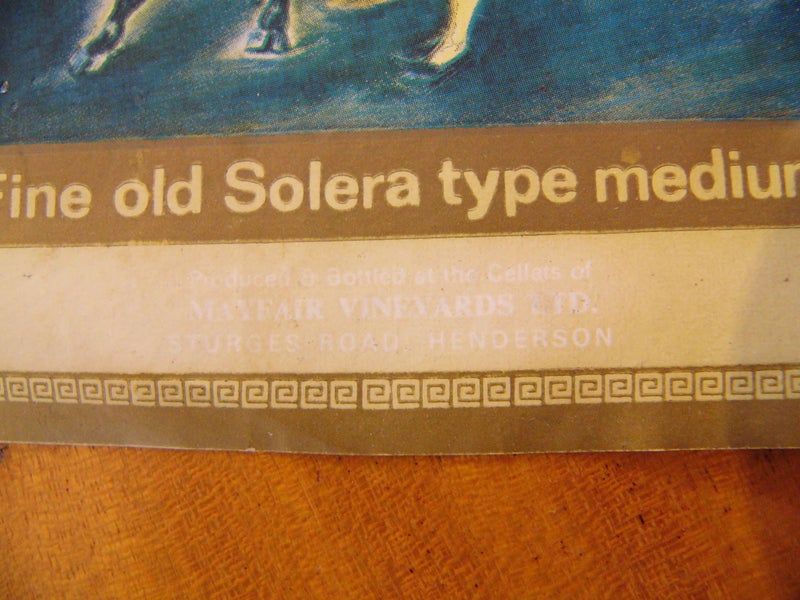 Fine old Solera type medium
Produced & Bottled at the Cellars of
MAYFAIR VINEYARDS LTD.
STURGES ROAD, HENDERSON